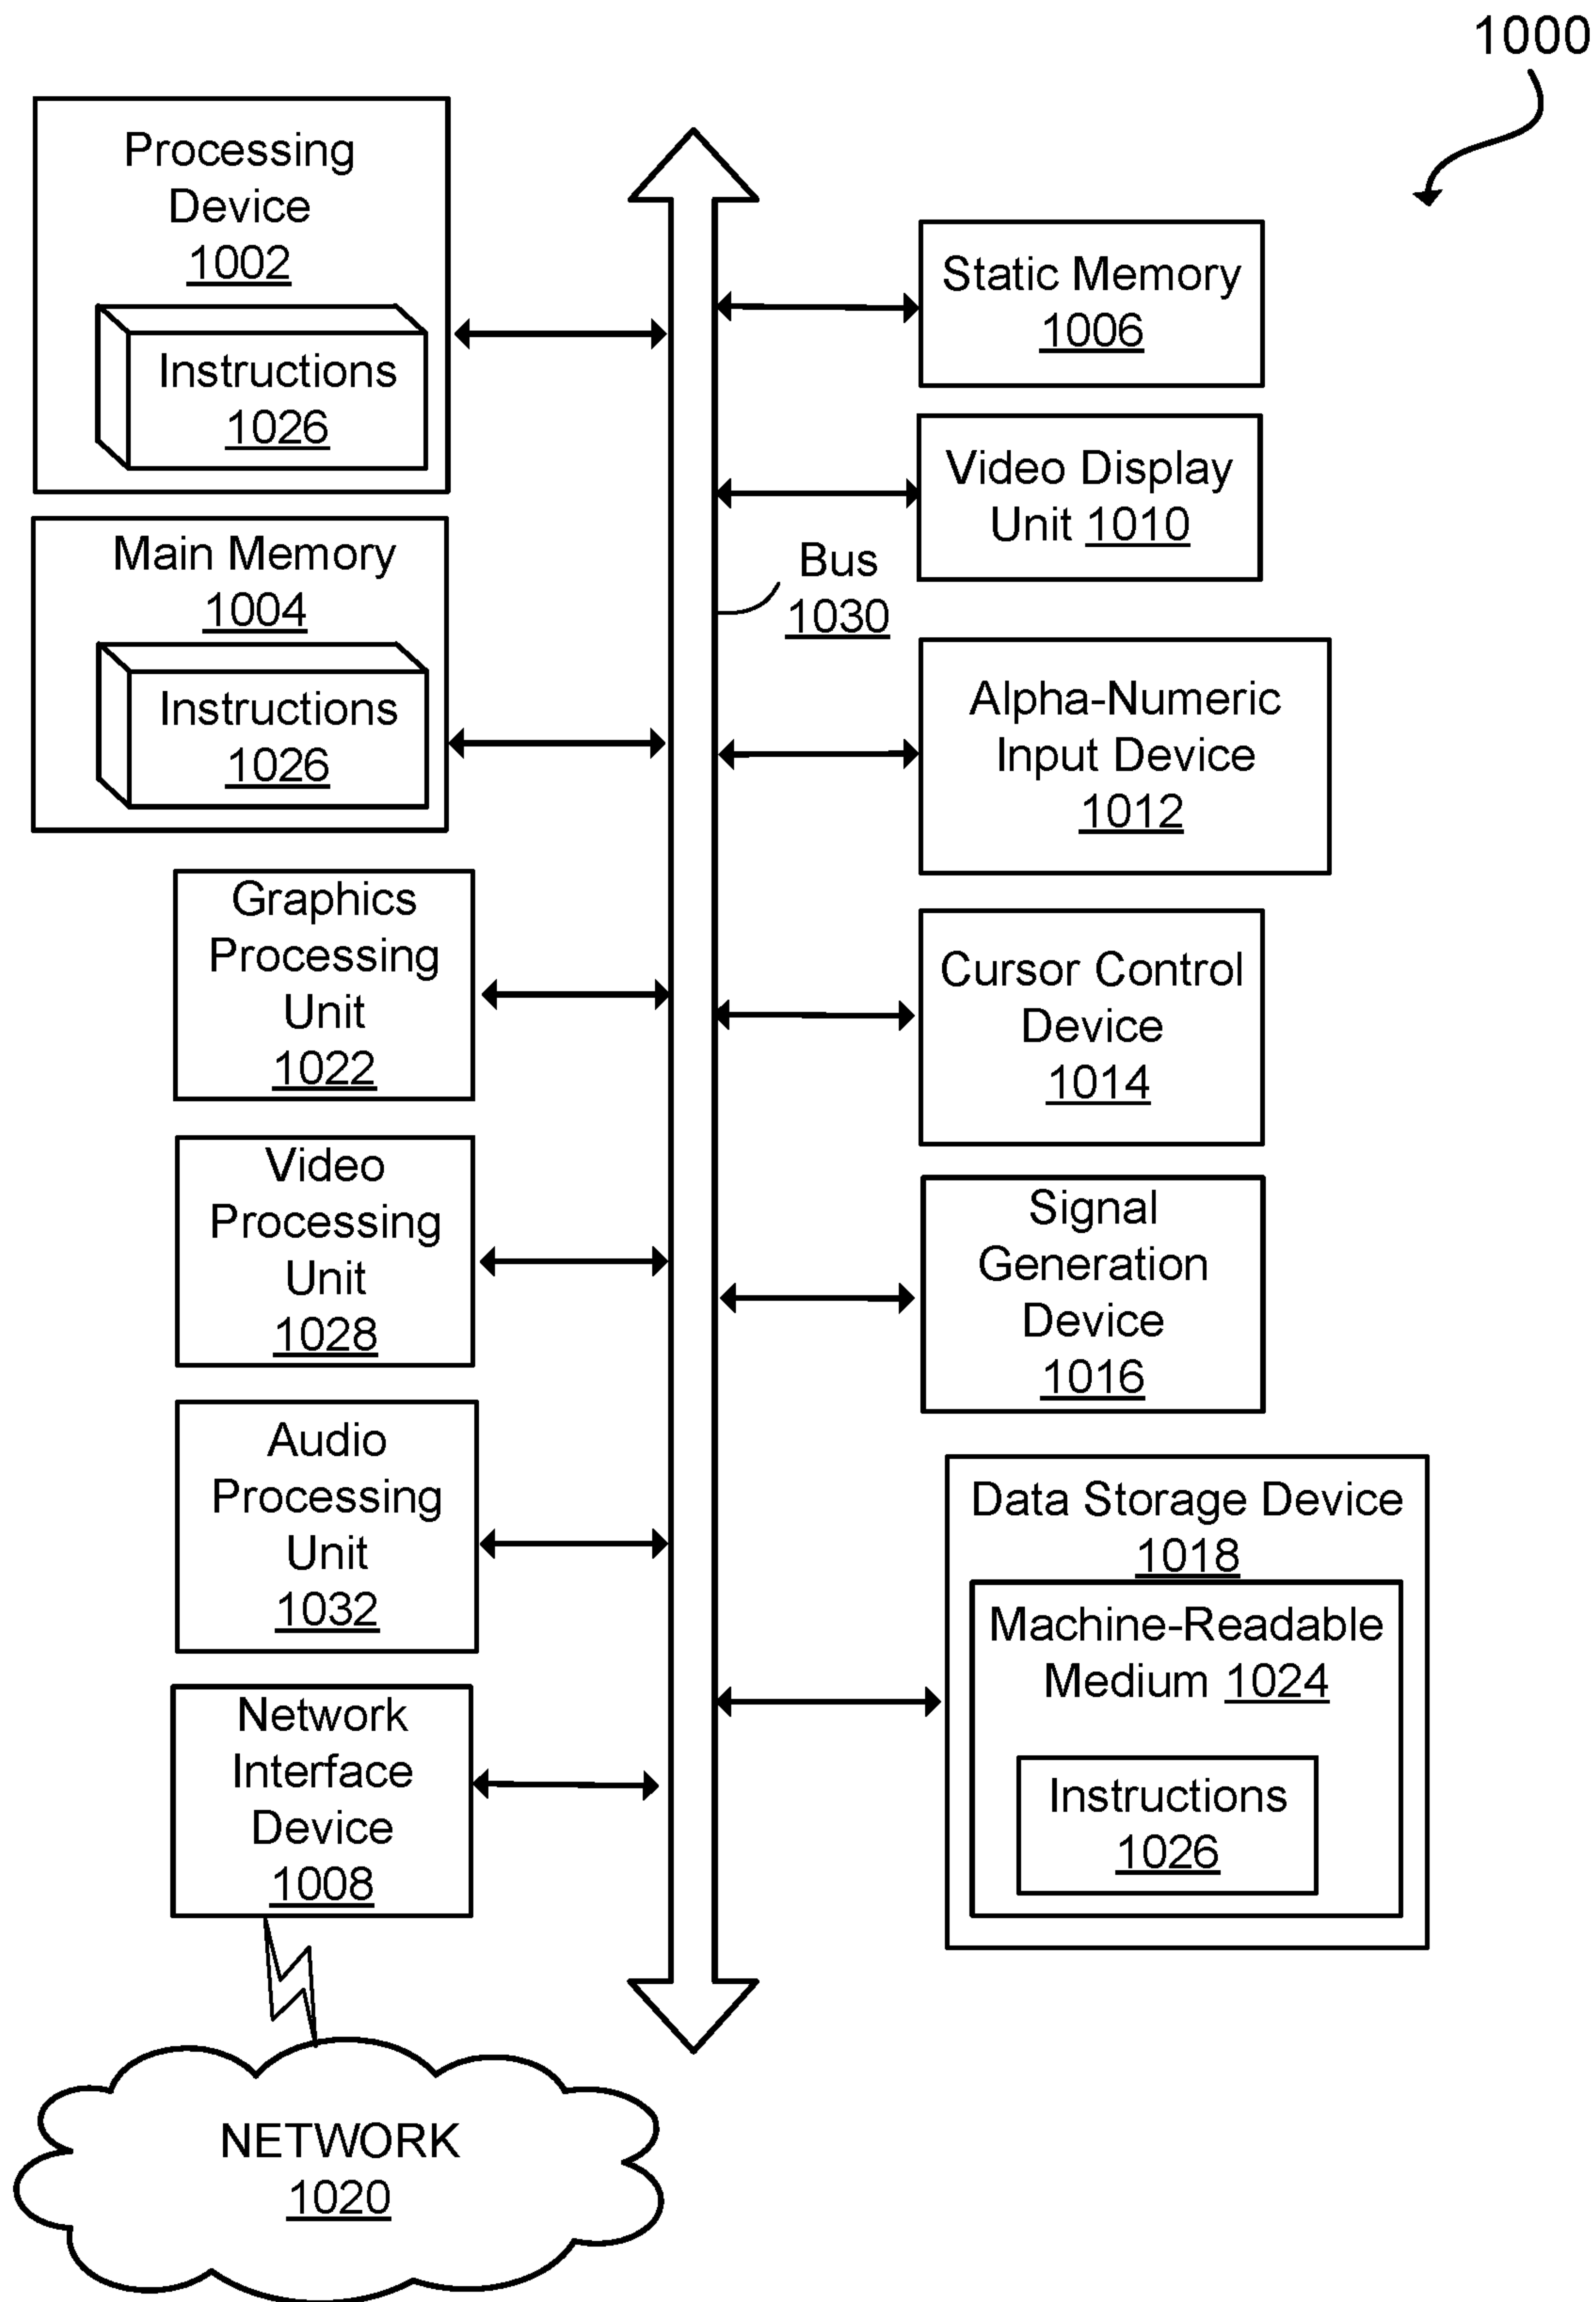 1000
Processing
Device
1002
Instructions
1026
Main Memory
1004
Instructions
1026
Graphics
Processing
Unit
1022
Video
Processing
Unit
1028
Audio
Processing
Unit
1032
Network
Interface
Device
1008
NETWORK
1020
Bus
1030
Static Memory
1006
Video Display
Unit 1010
Alpha-Numeric
Input Device
1012
Cursor Control
Device
1014
Signal
Generation
Device
1016
Data Storage Device
1018
Machine-Readable
Medium 1024
Instructions
1026